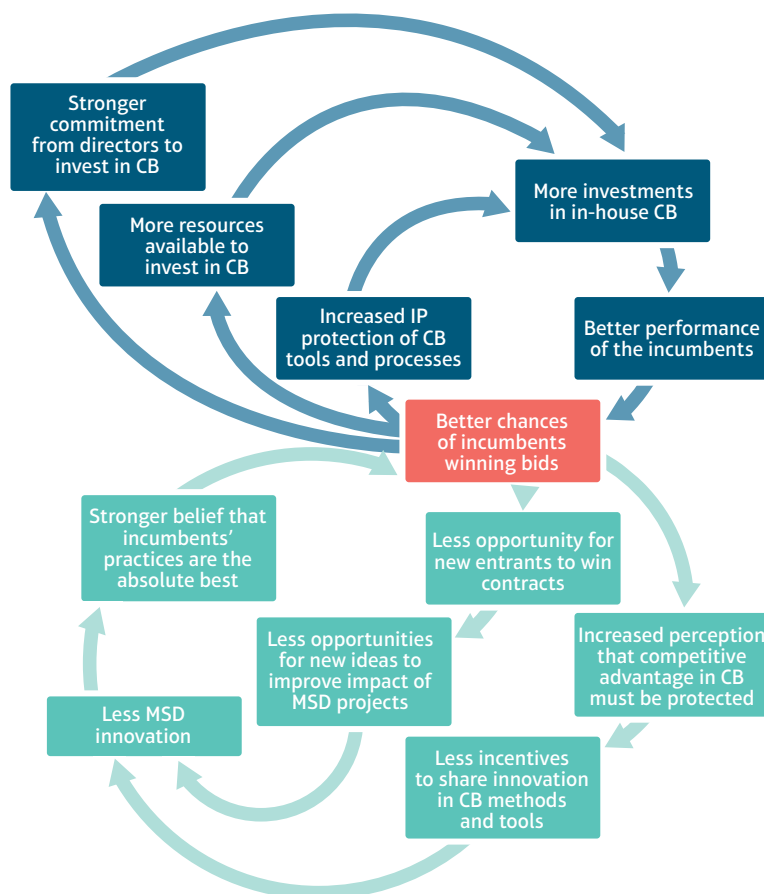 Stronger
commitment
from directors to
invest in CB
More investments
in in-house CB
More resources
available to
invest in CB
Increased IP
protection of CB
tools and processes
Better performance
of the incumbents
Better chances
of incumbents
winning bids
Stronger belief that
incumbents’
practices are the
absolute best
Less opportunity for
new entrants to win
contracts
Less opportunities
for new ideas to
improve impact of
MSD projects
Increased perception
that competitive
advantage in CB
must be protected
Less MSD
innovation
Less incentives
to share innovation
in CB methods
and tools